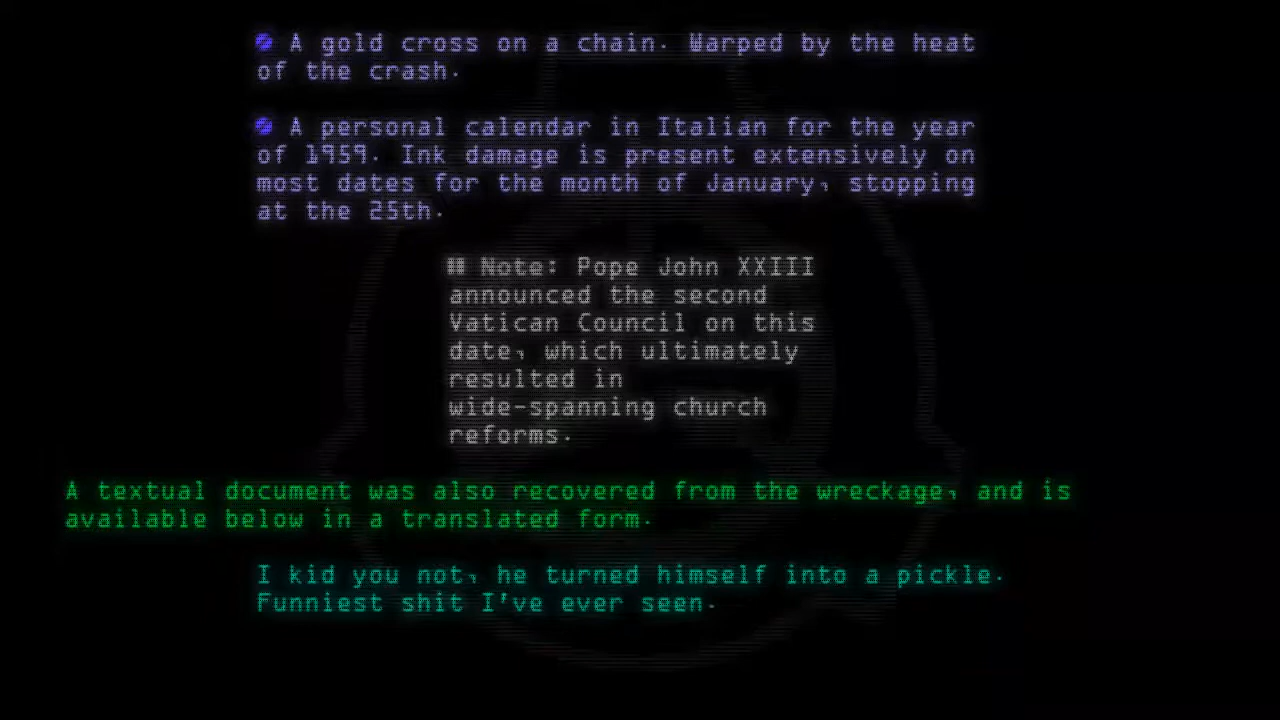 A gold cross on a chain. Warped by the heat
of the crash.
A personal calendar in Italian for the year
of 1959. Ink damage is present extensively on
most dates for the month of January, stopping
at the 25th.
## Note: Pope John XXIII
announced the second
Vatican Council on this
date, which ultimately
resulted in
wide-spanning church
reforms.
A textual document was also recovered from the wreckage, and is
available below in a translated form.
I kid you not, he turned himself into a pickle.
Funniest shit I've ever seen.